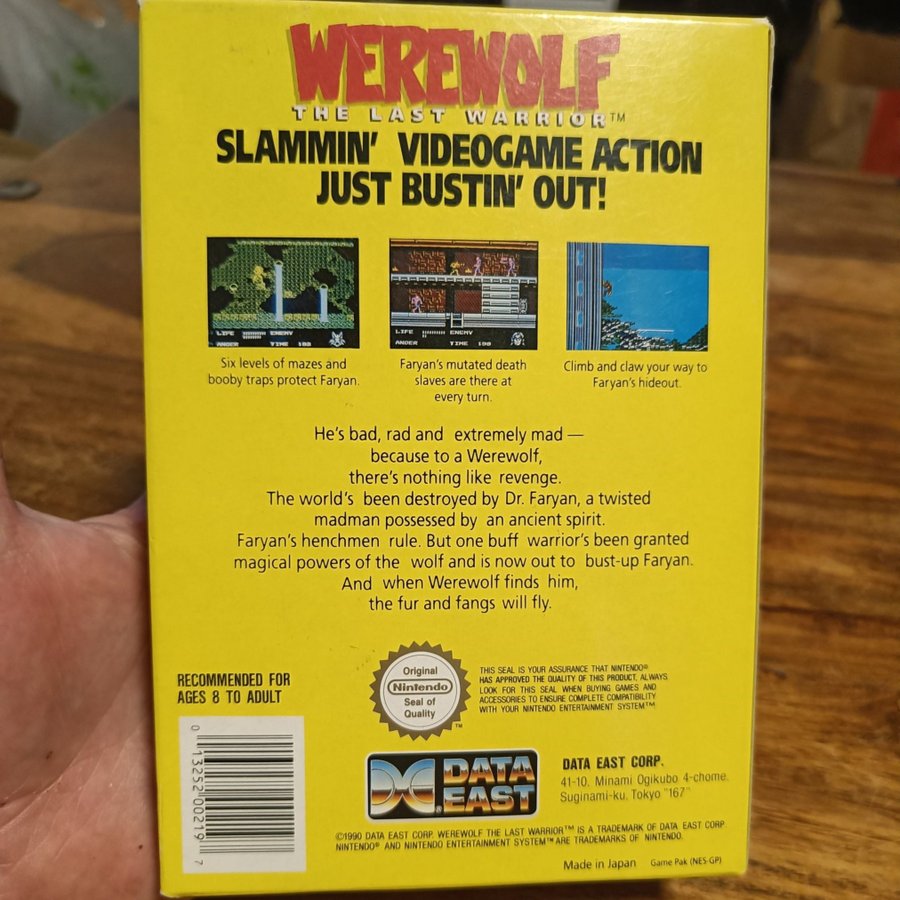 WEREWOLF
THE LAST WARRIOR™
SLAMMIN' VIDEOGAME ACTION
JUST BUSTIN' OUT!
LIFE ENEMY
ANGER TIME 100
LIFE ENEMY
ANGER TIME 100
Six levels of mazes and
booby traps protect Faryan.
Faryan's mutated death
slaves are there at
every turn.
Climb and claw your way to
Faryan's hideout.
He's bad, rad and extremely mad —
because to a Werewolf,
there's nothing like revenge.
The world's been destroyed by Dr. Faryan, a twisted
madman possessed by an ancient spirit.
Faryan's henchmen rule. But one buff warrior's been granted
magical powers of the wolf and is now out to bust-up Faryan.
And when Werewolf finds him,
the fur and fangs will fly.
RECOMMENDED FOR
AGES 8 TO ADULT
0 13252 00219 7
Original
Nintendo
Seal of
Quality
TM
THIS SEAL IS YOUR ASSURANCE THAT NINTENDO®
HAS APPROVED THE QUALITY OF THIS PRODUCT. ALWAYS
LOOK FOR THIS SEAL WHEN BUYING GAMES AND
ACCESSORIES TO ENSURE COMPLETE COMPATIBILITY
WITH YOUR NINTENDO ENTERTAINMENT SYSTEM™
DATA
EAST
®
DATA EAST CORP.
41-10, Minami Ogikubo 4-chome,
Suginami-ku, Tokyo "167"
©1990 DATA EAST CORP. WEREWOLF THE LAST WARRIOR™ IS A TRADEMARK OF DATA EAST CORP
NINTENDO® AND NINTENDO ENTERTAINMENT SYSTEM™ ARE TRADEMARKS OF NINTENDO.
Made in Japan Game Pak (NES-GP)